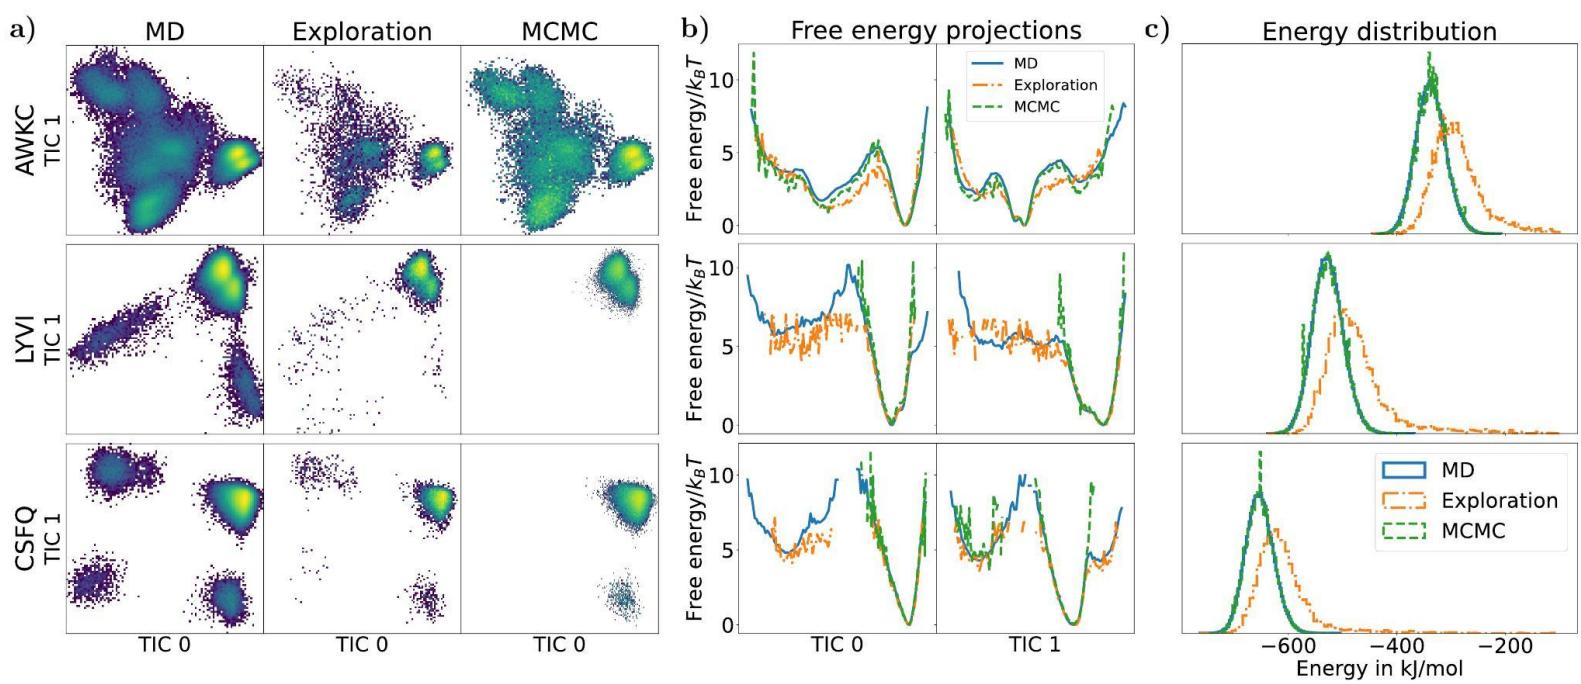 a)
MD
Exploration
MCMC
AWKC
TIC 1
LYVI
TIC 1
CSFQ
TIC 1
TIC 0
TIC 0
TIC 0
b)
Free energy projections
Free energy/k_BT
10
5
0
MD
Exploration
MCMC
Free energy/k_BT
10
5
0
Free energy/k_BT
10
5
0
TIC 0
TIC 1
c)
Energy distribution
MD
Exploration
MCMC
−600
−400
−200
Energy in kJ/mol